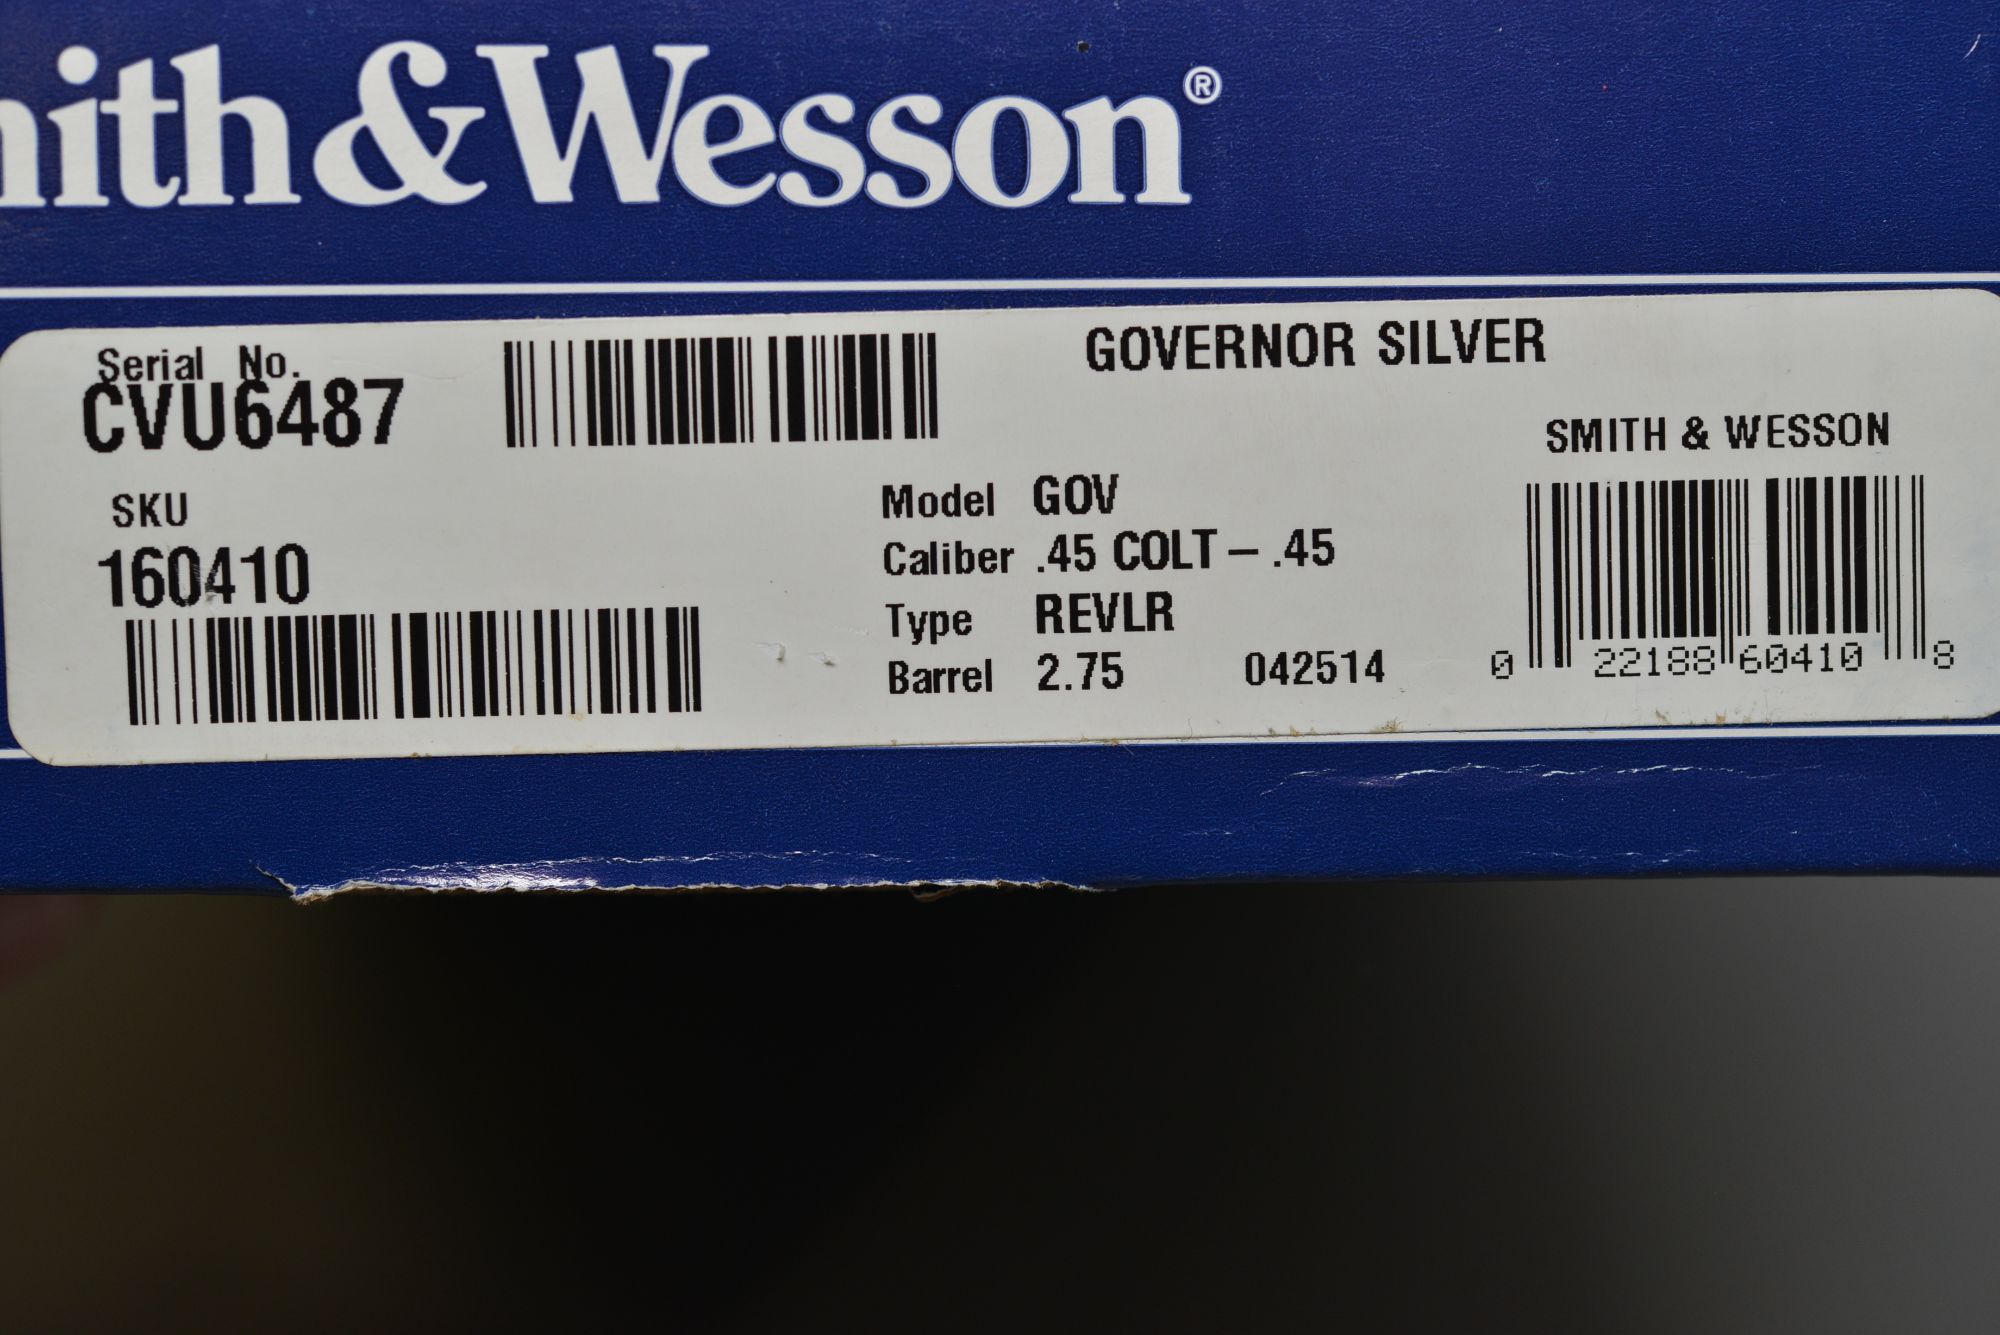 mith & Wesson®
Serial No.
CVU6487
GOVERNOR SILVER
SMITH & WESSON
SKU
160410
Model GOV
Caliber .45 COLT – .45
Type REVLR
Barrel 2.75 042514
0 22188 60410 8